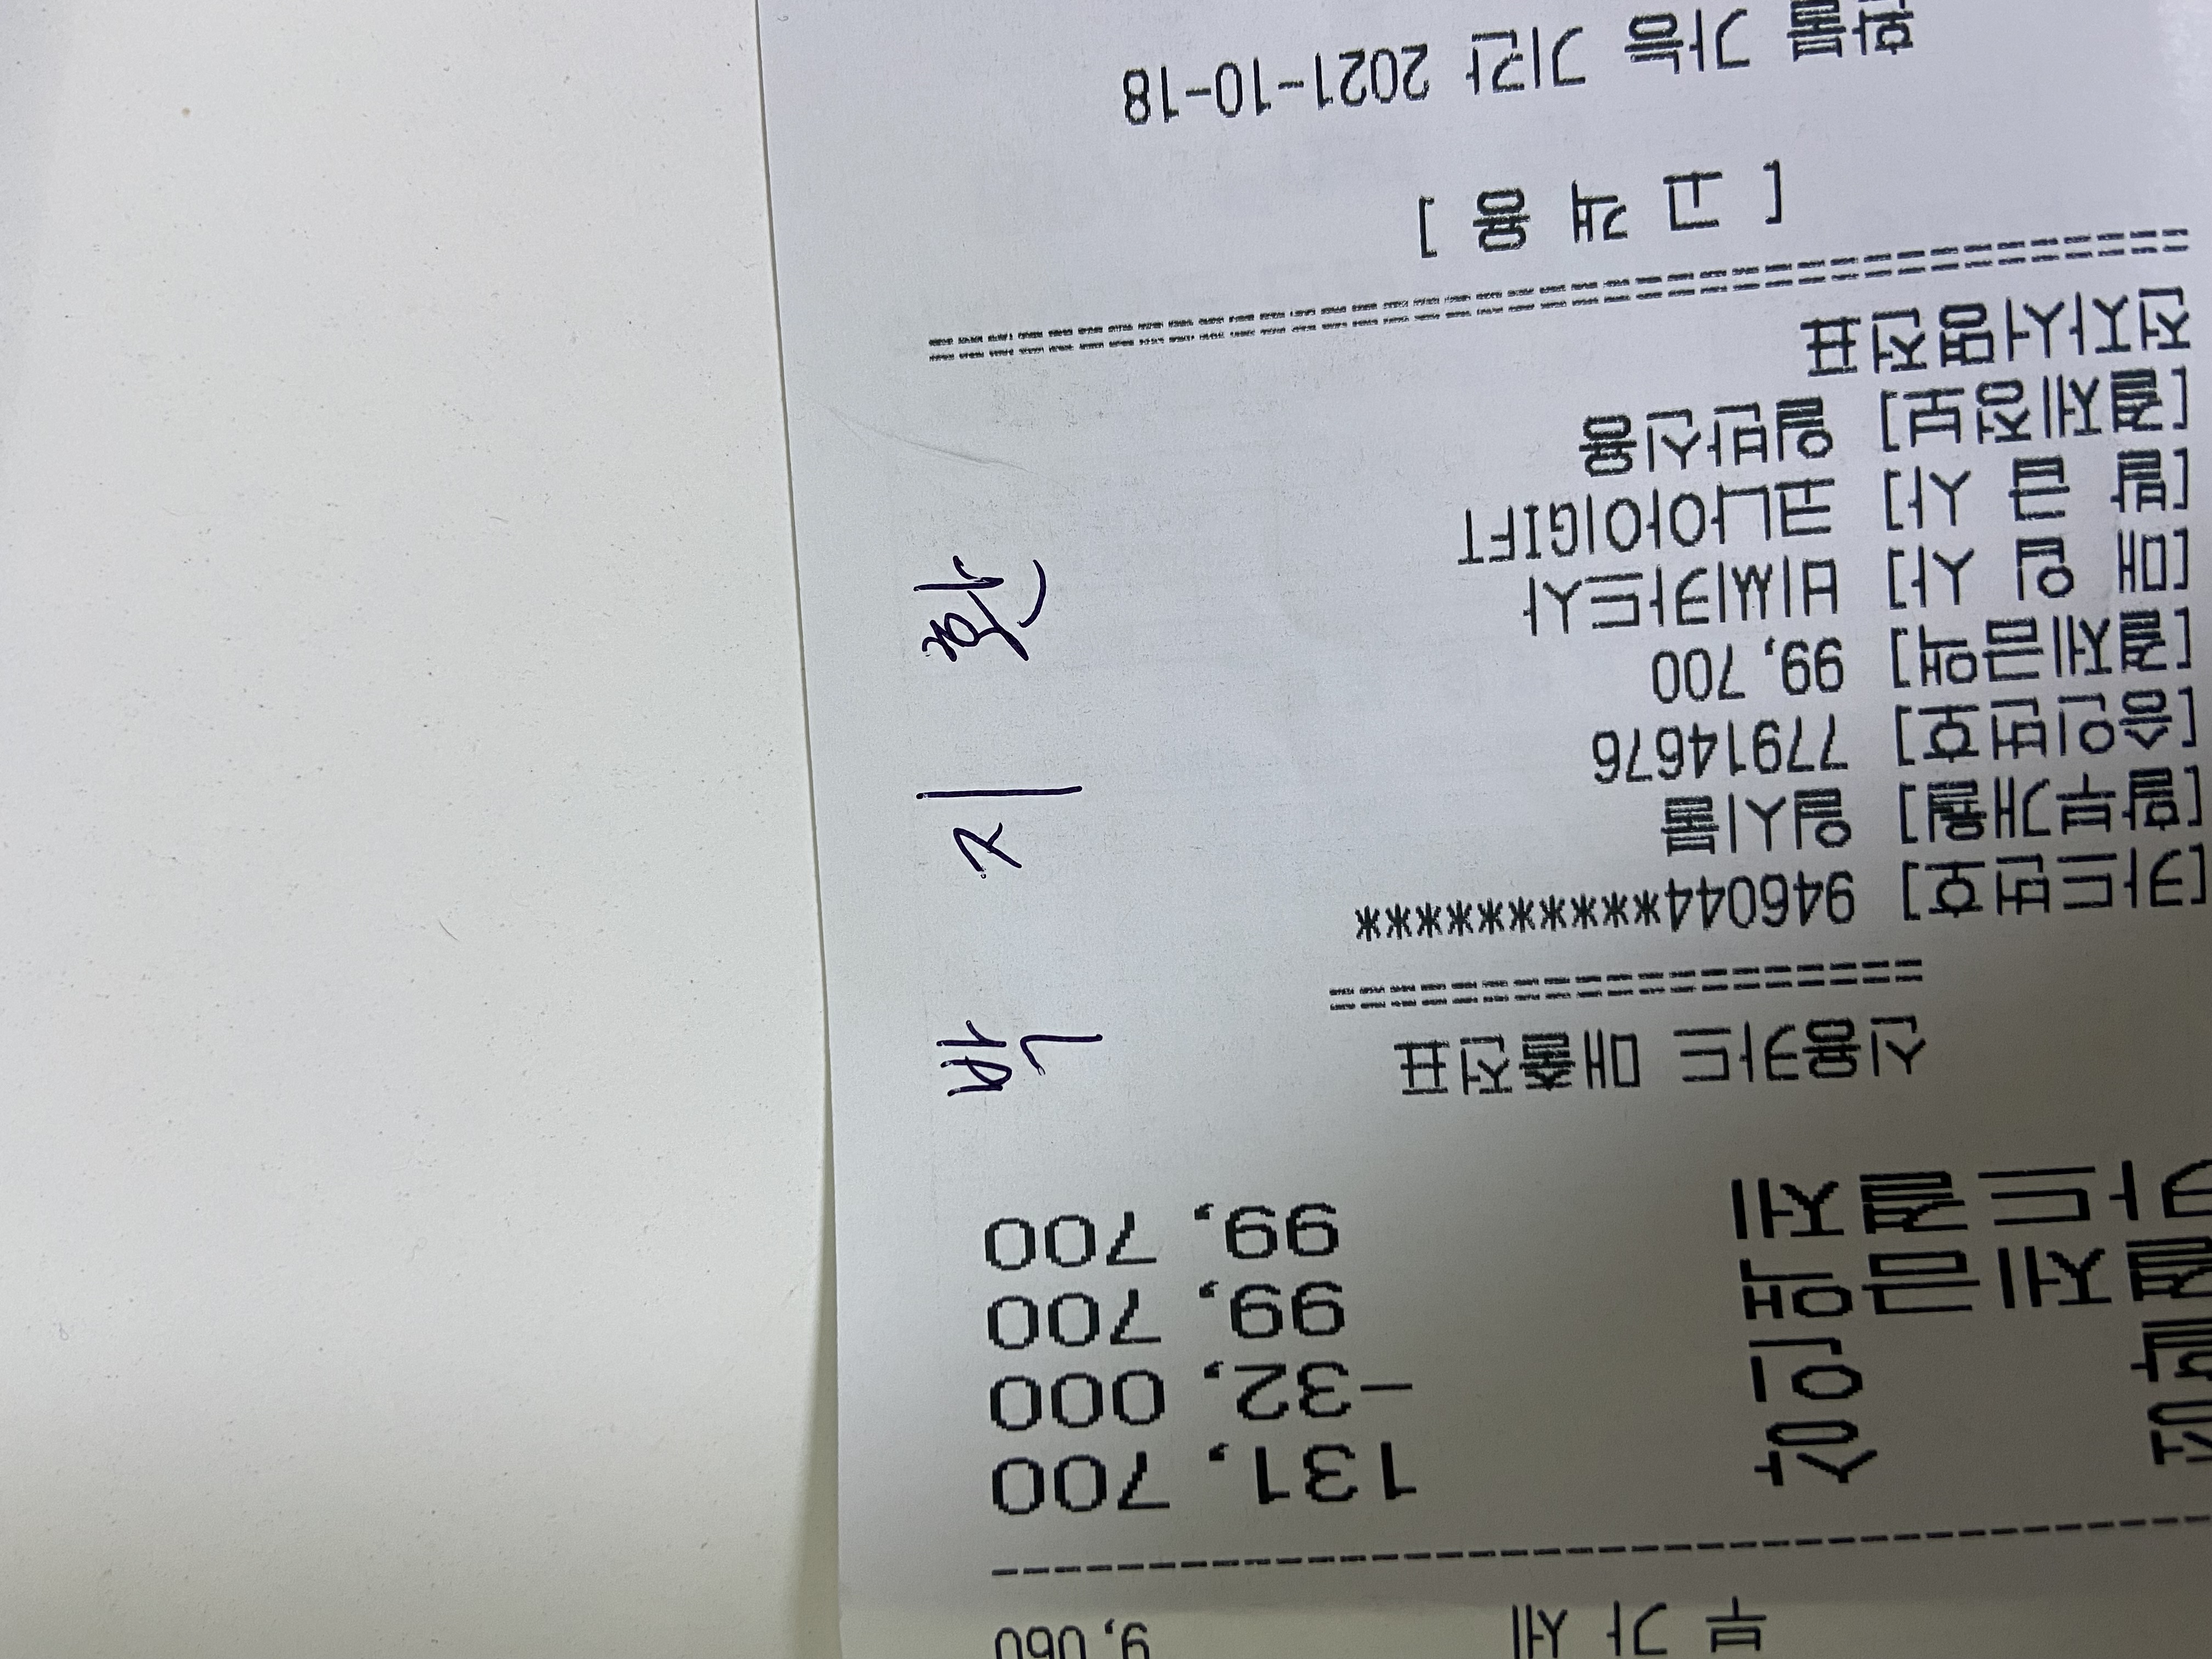 부 가 세 9,060
정 상 131,700
할 인 -32,000
결제금액 99,700
카드결제 99,700
신용카드 매출전표
박 지 환
[카드번호] 946044**********
[할부개월] 일시불
[승인번호] 77914676
[결제금액] 99,700
[매 입 사] 비씨카드사
[발 급 사] 코나아이GIFT
[결제정보] 일반신용
전자서명전표
[ 고 객 용 ]
환불 가능 기간 2021-10-18